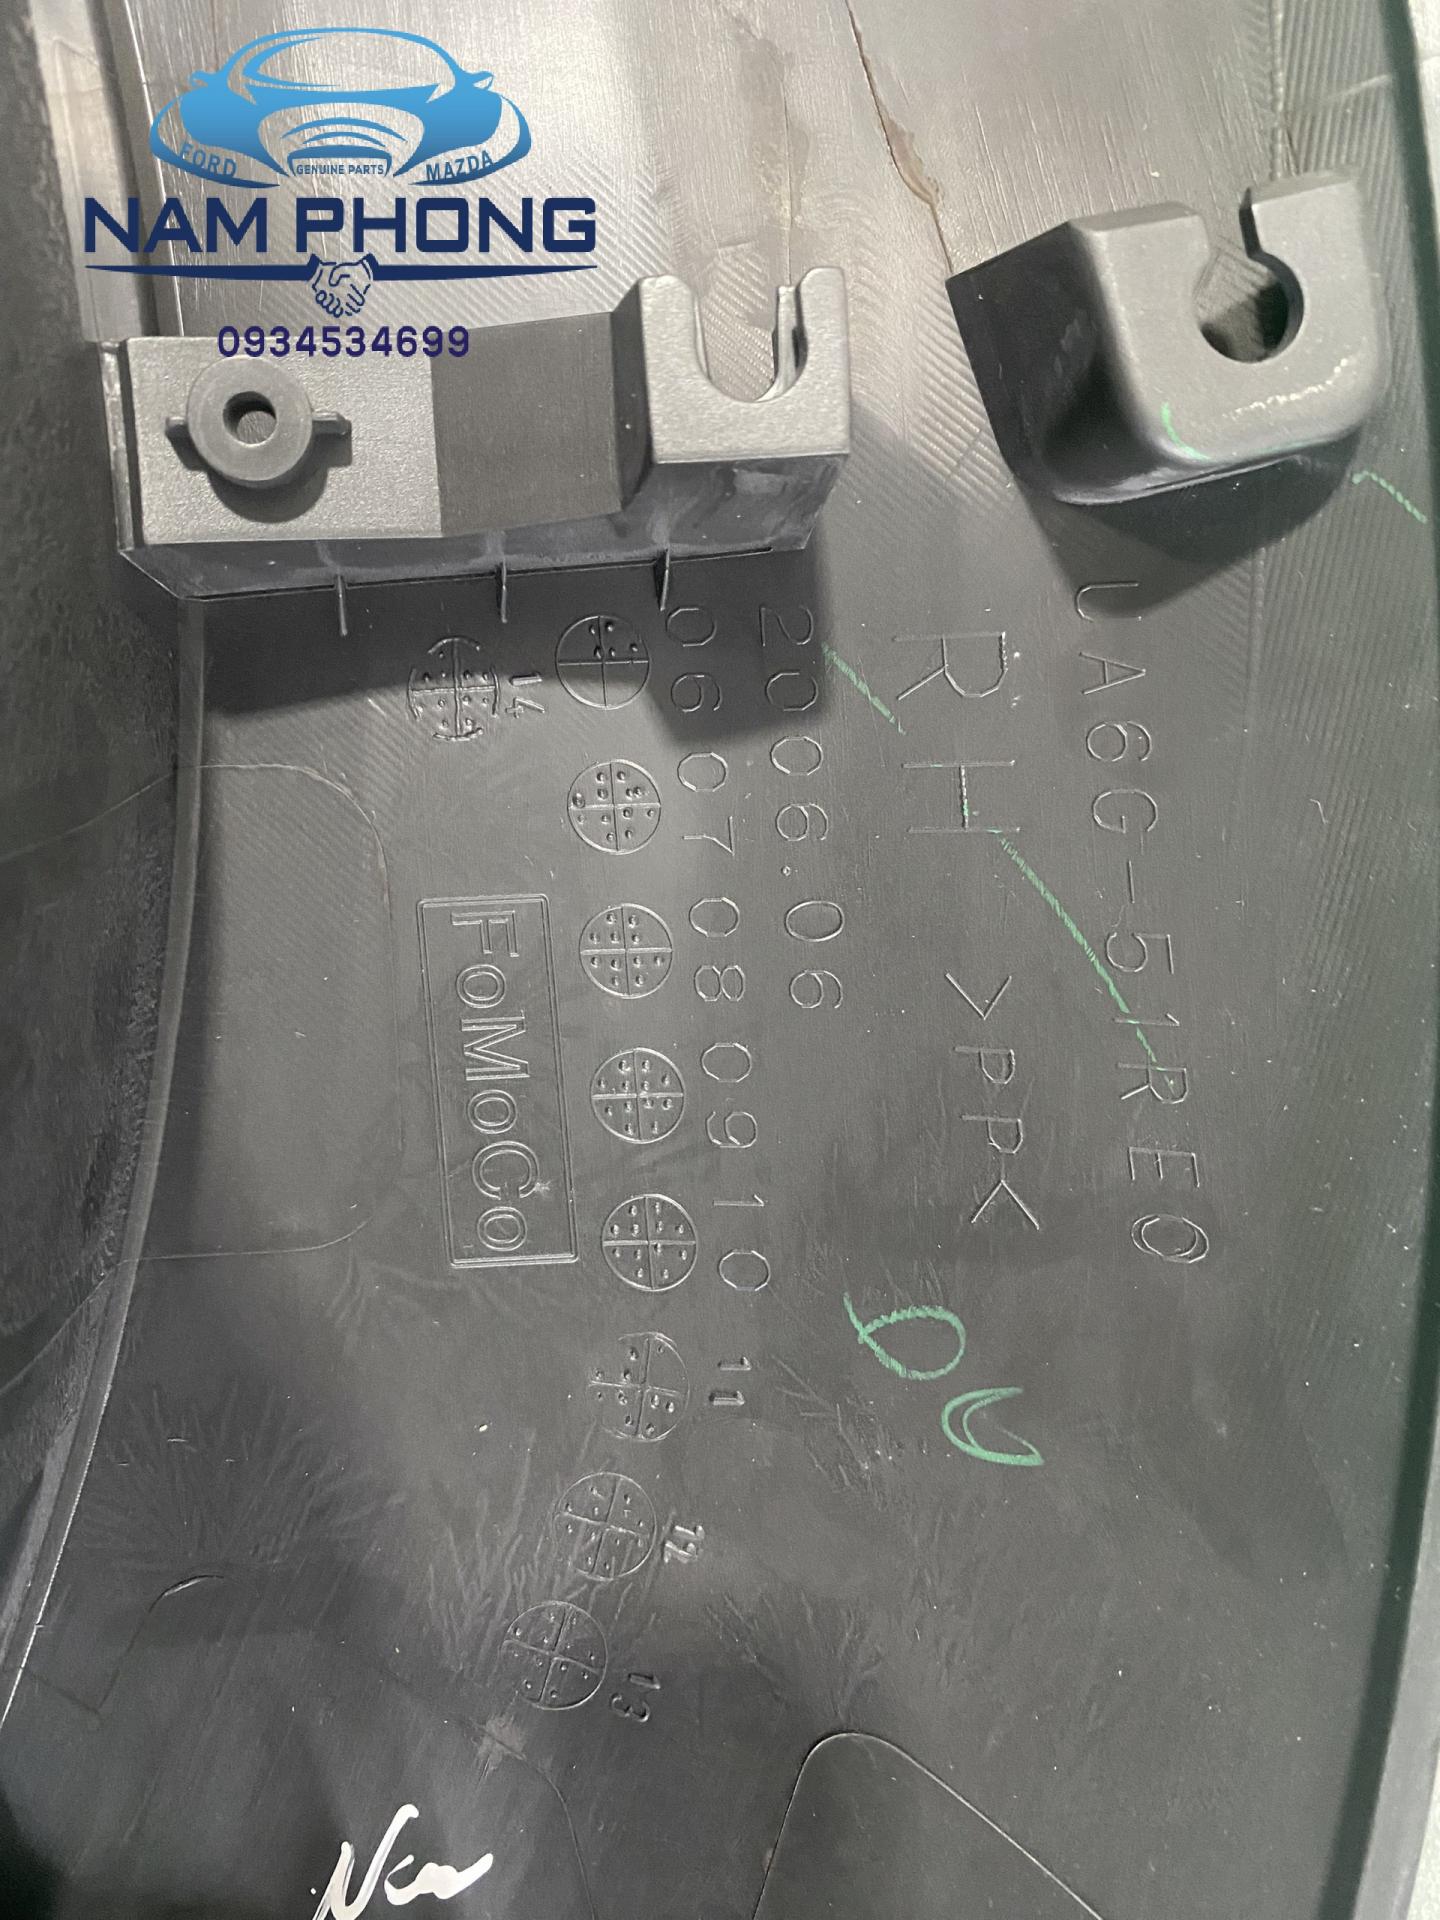 FORD
GENUINE PARTS
MAZDA
NAM PHONG
0934534699
UA6G-51RE0
RH >PP<
2006.06
06 07 08 09 10 11 12 13 14
FoMoCo